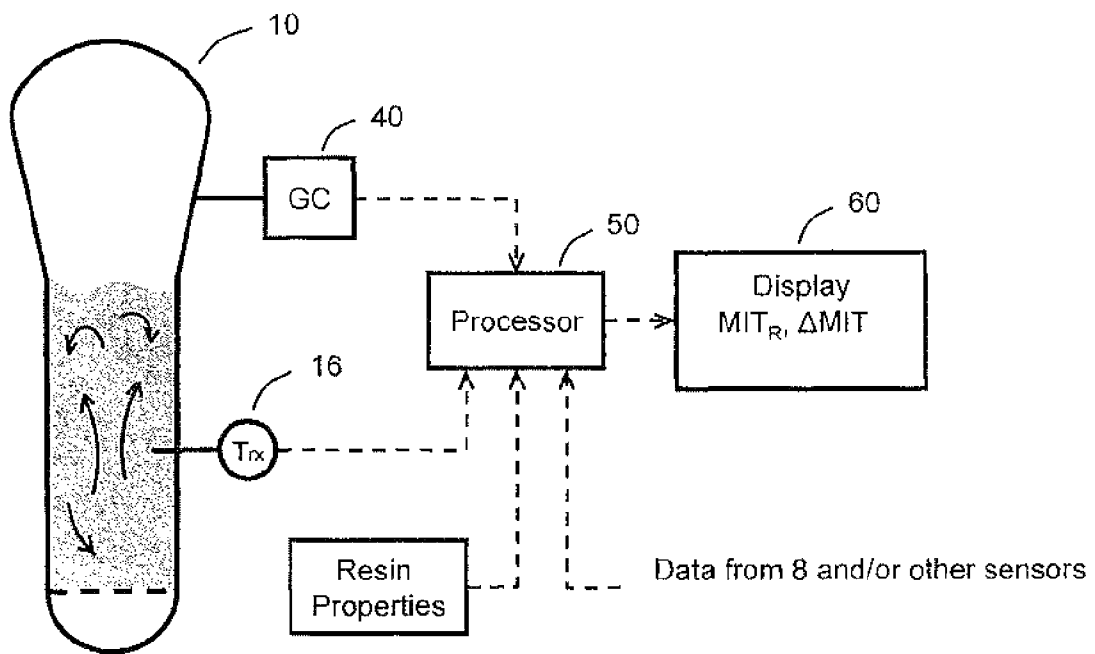 10
40
GC
50
60
Processor
Display
MIT_R, ΔMIT
16
Trx
Resin
Properties
Data from 8 and/or other sensors